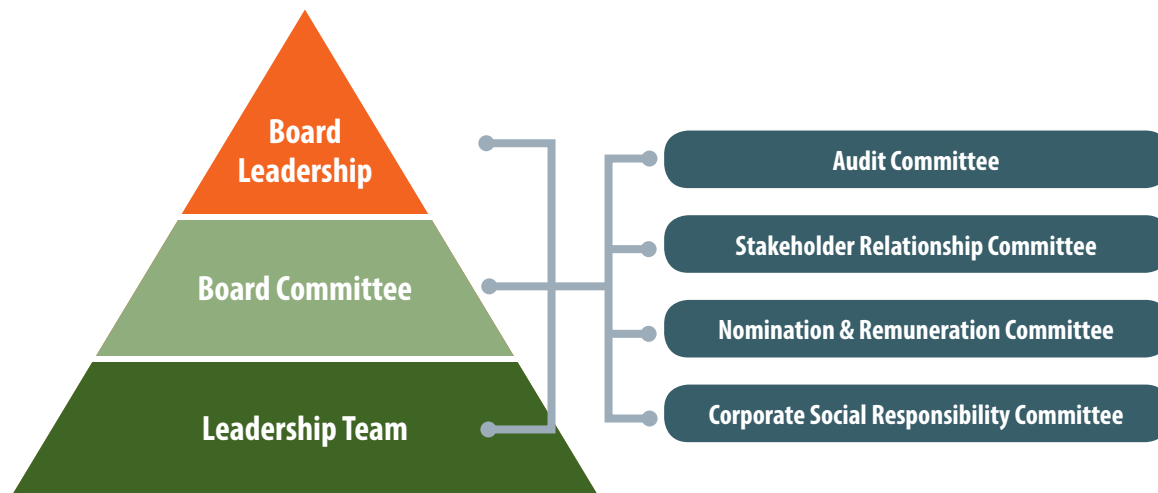 Board
Leadership
Board Committee
Leadership Team
Audit Committee
Stakeholder Relationship Committee
Nomination & Remuneration Committee
Corporate Social Responsibility Committee